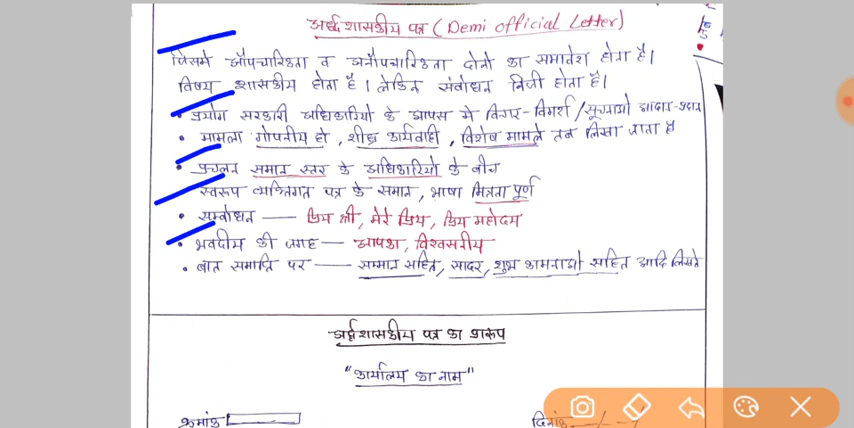 अर्द्धशासकीय पत्र (Demi official Letter)
जिसमें औपचारिकता व अनौपचारिकता दोनों का समावेश होता है।
विषय शासकीय होता है। लेकिन संबोधन निजी होता है।
• प्रयोग सरकारी अधिकारियों के आपस में विचार-विमर्श/सूचनाओं आदान-प्रदान
• मामला गोपनीय हो, शीघ्र कार्यवाही, विशेष मामले तब लिखा जाता है
• प्रचलन समान स्तर के अधिकारियों के बीच
स्वरूप व्यक्तिगत पत्र के समान, भाषा मित्रता पूर्ण
• सम्बोधन — प्रिय श्री, मेरे प्रिय, प्रिय महोदय
• भवदीय की जगह — आपका, विश्वसनीय
• बात समाप्ति पर — सम्मान सहित, सादर, शुभ कामनाओं सहित आदि लिखते
अर्द्धशासकीय पत्र का प्रारूप
"कार्यालय का नाम"
क्रमांक
दिनांक